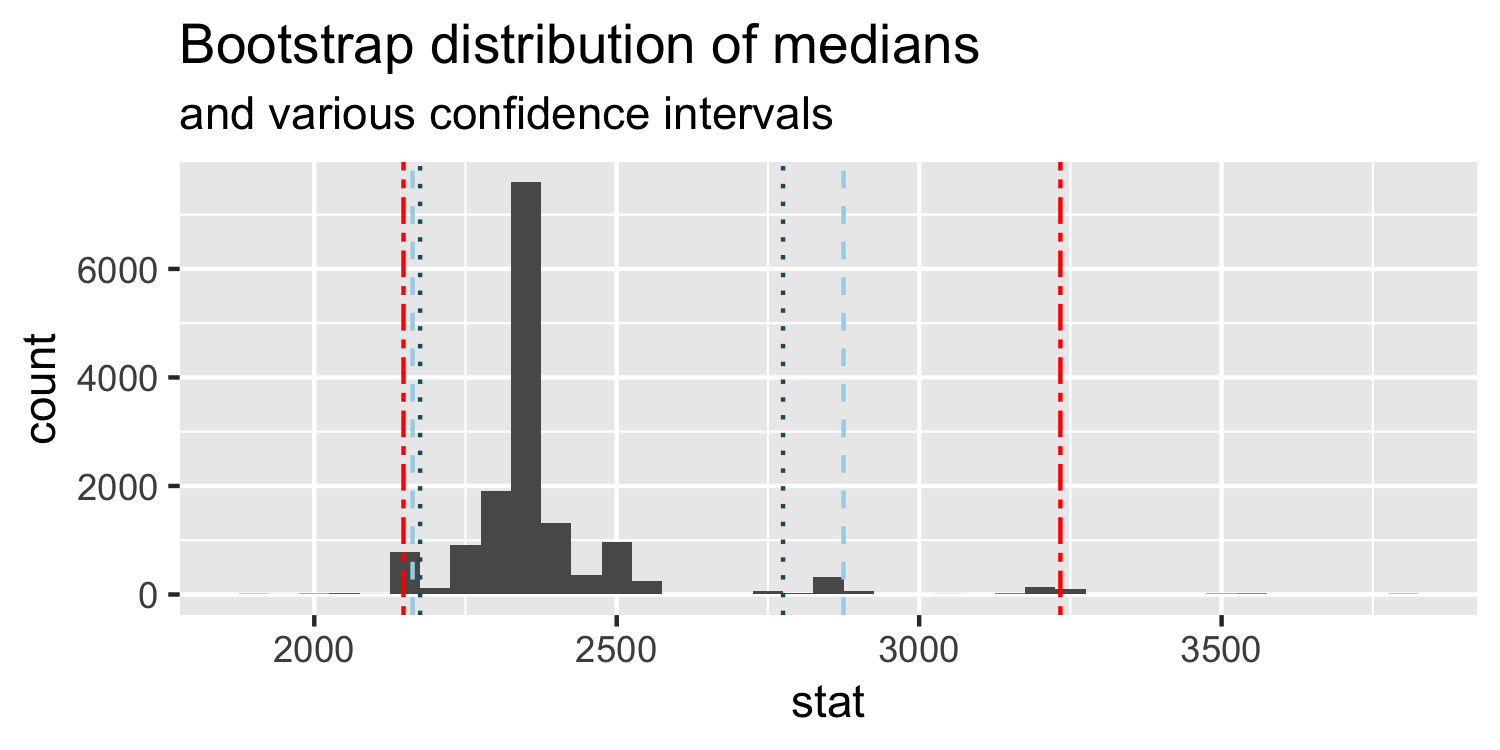 Bootstrap distribution of medians
and various confidence intervals
count
6000
4000
2000
0
2000 2500 3000 3500
stat